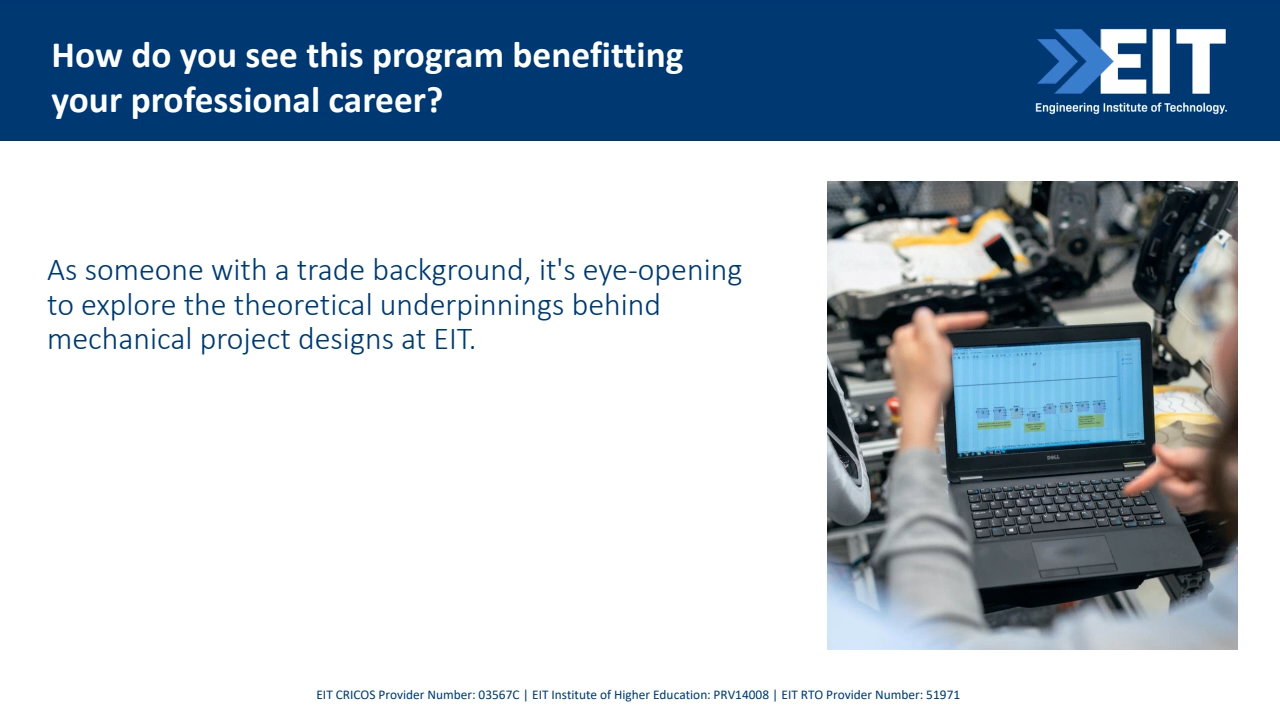 How do you see this program benefitting
your professional career?
EIT
Engineering Institute of Technology.
As someone with a trade background, it's eye-opening
to explore the theoretical underpinnings behind
mechanical project designs at EIT.
DELL
EIT CRICOS Provider Number: 03567C | EIT Institute of Higher Education: PRV14008 | EIT RTO Provider Number: 51971